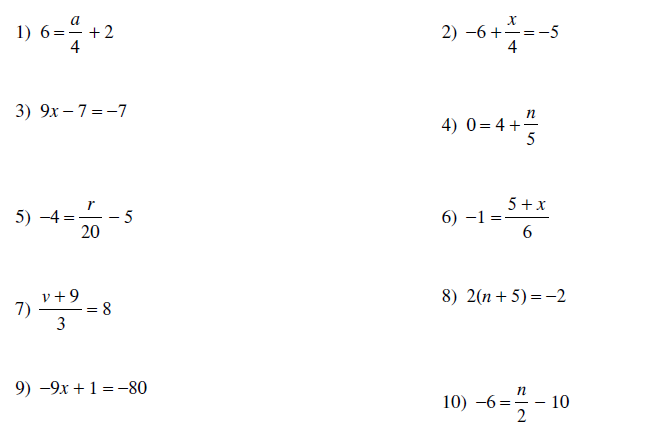 1) 6 = a/4 + 2
2) −6 + x/4 = −5
3) 9x − 7 = −7
4) 0 = 4 + n/5
5) −4 = r/20 − 5
6) −1 = (5 + x)/6
7) (v + 9)/3 = 8
8) 2(n + 5) = −2
9) −9x + 1 = −80
10) −6 = n/2 − 10